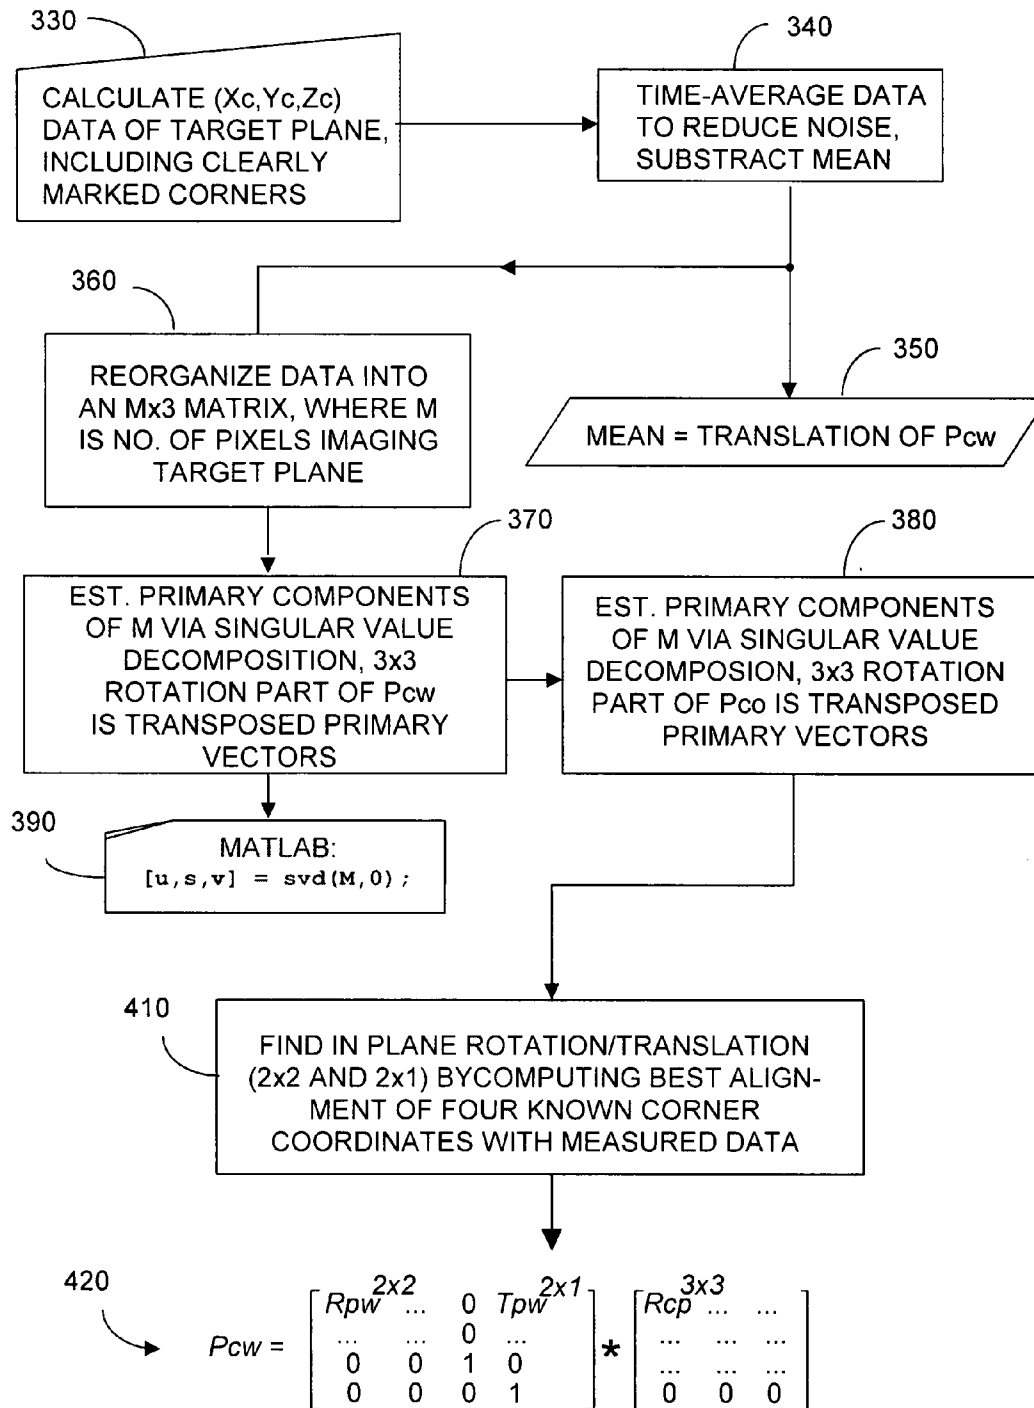 330
CALCULATE (Xc,Yc,Zc)
DATA OF TARGET PLANE,
INCLUDING CLEARLY
MARKED CORNERS
340
TIME-AVERAGE DATA
TO REDUCE NOISE,
SUBSTRACT MEAN
360
REORGANIZE DATA INTO
AN Mx3 MATRIX, WHERE M
IS NO. OF PIXELS IMAGING
TARGET PLANE
350
MEAN = TRANSLATION OF Pcw
370
EST. PRIMARY COMPONENTS
OF M VIA SINGULAR VALUE
DECOMPOSITION, 3x3
ROTATION PART OF Pcw
IS TRANSPOSED PRIMARY
VECTORS
380
EST. PRIMARY COMPONENTS
OF M VIA SINGULAR VALUE
DECOMPOSION, 3x3 ROTATION
PART OF Pco IS TRANSPOSED
PRIMARY VECTORS
390
MATLAB:
[u,s,v] = svd(M,0);
410
FIND IN PLANE ROTATION/TRANSLATION
(2x2 AND 2x1) BYCOMPUTING BEST ALIGN-
MENT OF FOUR KNOWN CORNER
COORDINATES WITH MEASURED DATA
420
2x2 2x1 3x3
Rpw ... 0 Tpw Rcp ... ...
... ... 0 ... ... ... ...
Pcw = *
0 0 1 0 ... ... ...
0 0 0 1 0 0 0